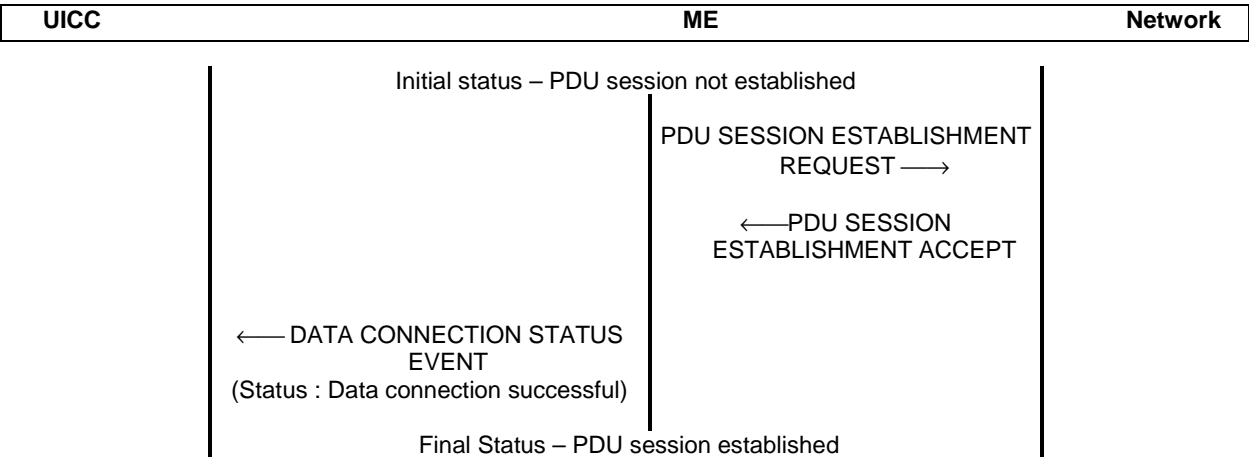 UICC ME Network
Initial status – PDU session not established
PDU SESSION ESTABLISHMENT
REQUEST ⟶
⟵PDU SESSION
ESTABLISHMENT ACCEPT
⟵ DATA CONNECTION STATUS
EVENT
(Status : Data connection successful)
Final Status – PDU session established